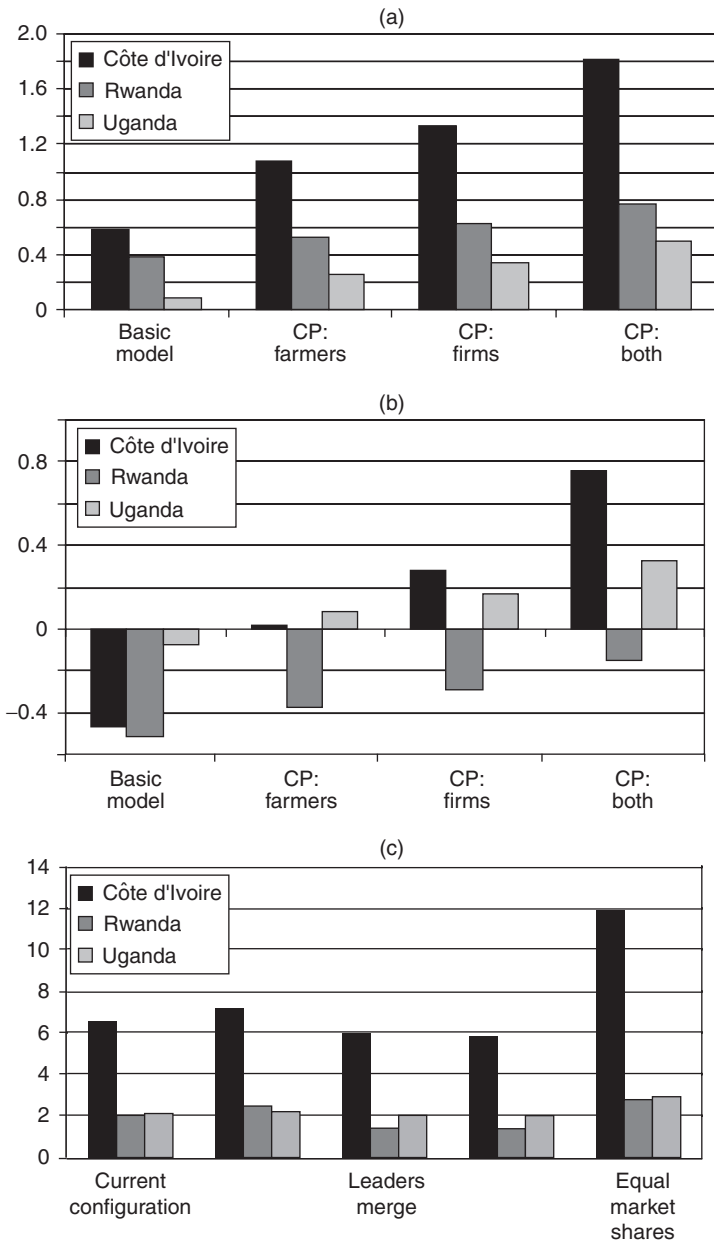 (a)
2.0
1.6
1.2
0.8
0.4
0
Côte d'Ivoire
Rwanda
Uganda
Basic
model
CP:
farmers
CP:
firms
CP:
both
(b)
0.8
0.4
0
−0.4
Côte d'Ivoire
Rwanda
Uganda
Basic
model
CP:
farmers
CP:
firms
CP:
both
(c)
14
12
10
8
6
4
2
0
Côte d'Ivoire
Rwanda
Uganda
Current
configuration
Leaders
merge
Equal
market
shares